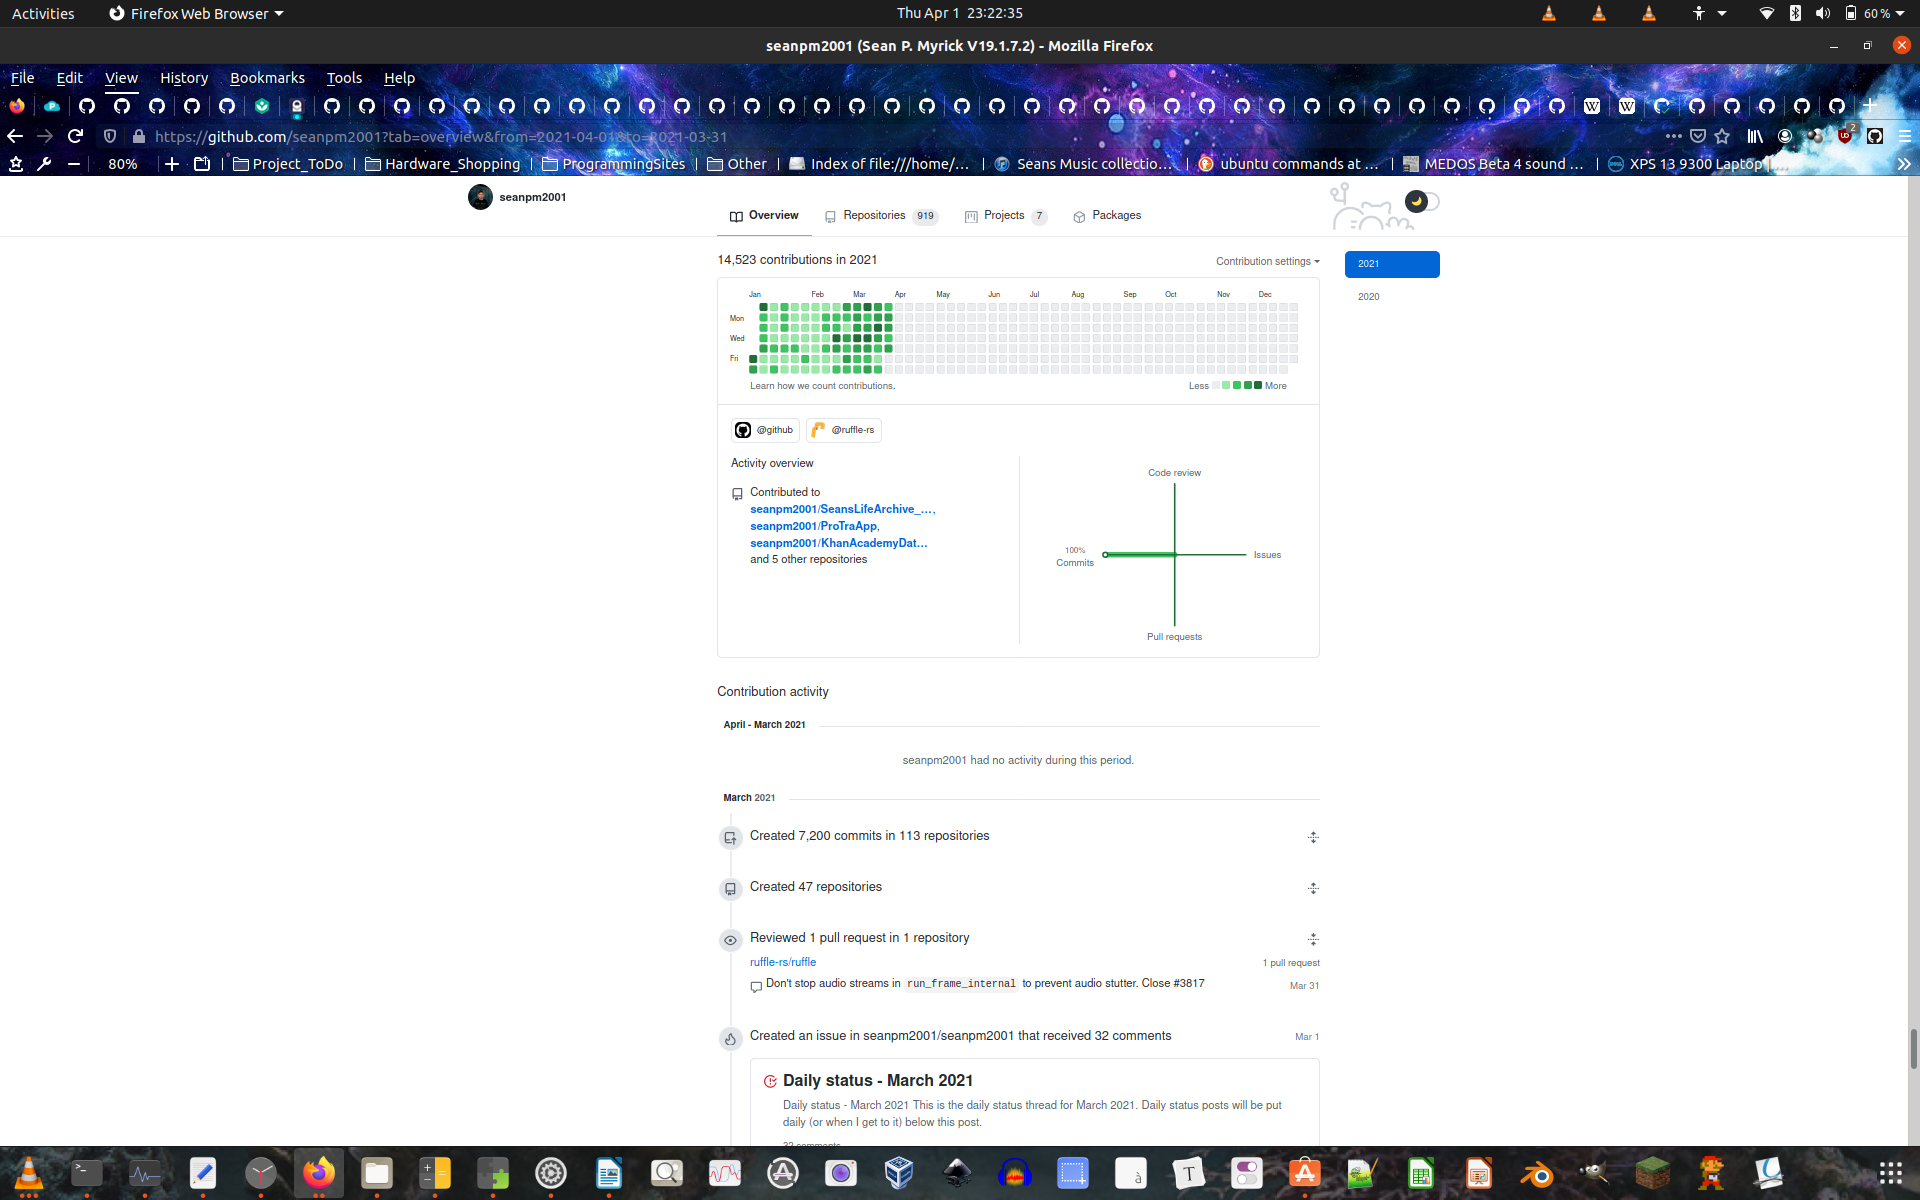 Activities
Firefox Web Browser
Thu Apr 1 23:22:35
60 %
seanpm2001 (Sean P. Myrick V19.1.7.2) - Mozilla Firefox
File Edit View History Bookmarks Tools Help
https://github.com/seanpm2001?tab=overview&from=2021-04-01&to=2021-03-31
2
80%
Project_ToDo
Hardware_Shopping
ProgrammingSites
Other
Index of file:///home/...
Seans Music collectio...
ubuntu commands at ...
MEDOS Beta 4 sound ...
XPS 13 9300 Laptop | ...
seanpm2001
Overview
Repositories 919
Projects 7
Packages
14,523 contributions in 2021
Contribution settings
2021
2020
Jan Feb Mar Apr May Jun Jul Aug Sep Oct Nov Dec
Mon
Wed
Fri
Learn how we count contributions.
Less More
@github
@ruffle-rs
Activity overview
Contributed to
seanpm2001/SeansLifeArchive_...,
seanpm2001/ProTraApp,
seanpm2001/KhanAcademyDat...
and 5 other repositories
Code review
100%
Commits
Issues
Pull requests
Contribution activity
April - March 2021
seanpm2001 had no activity during this period.
March 2021
Created 7,200 commits in 113 repositories
Created 47 repositories
Reviewed 1 pull request in 1 repository
ruffle-rs/ruffle
1 pull request
Don't stop audio streams in run_frame_internal to prevent audio stutter. Close #3817
Mar 31
Created an issue in seanpm2001/seanpm2001 that received 32 comments
Mar 1
Daily status - March 2021
Daily status - March 2021 This is the daily status thread for March 2021. Daily status posts will be put
daily (or when I get to it) below this post.
32 comments